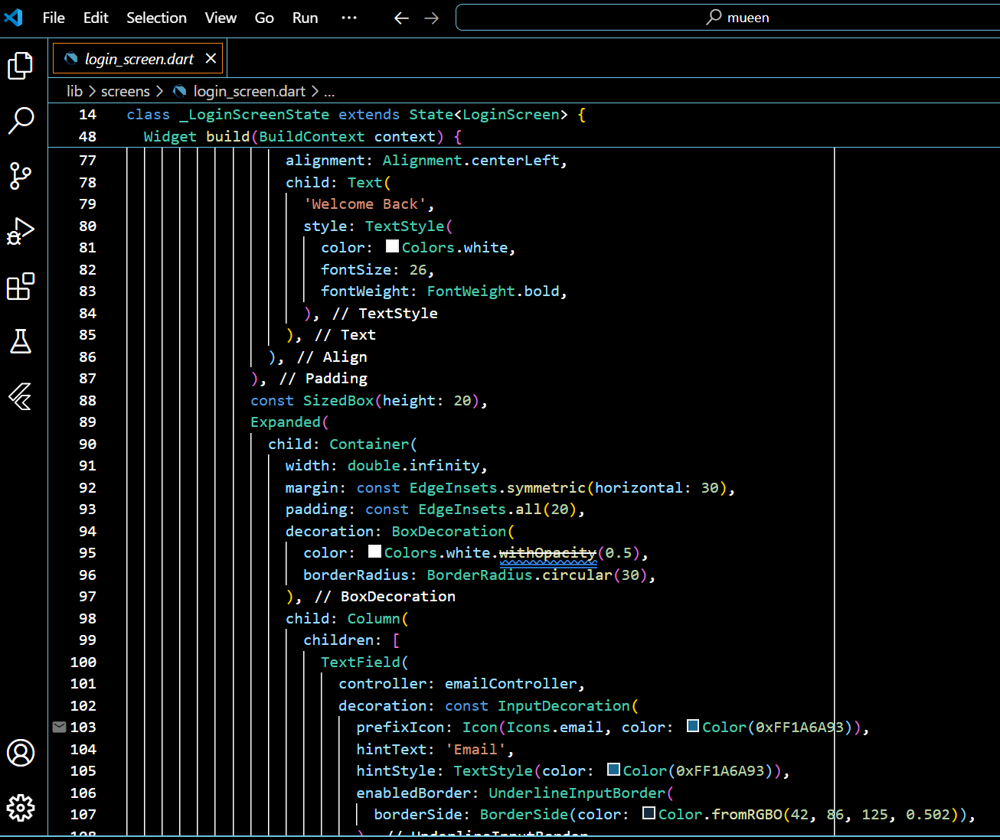 File Edit Selection View Go Run ··· ← → mueen
login_screen.dart ×
lib > screens > login_screen.dart > ...
14 class _LoginScreenState extends State<LoginScreen> {
48 Widget build(BuildContext context) {
77 alignment: Alignment.centerLeft,
78 child: Text(
79 'Welcome Back',
80 style: TextStyle(
81 color: Colors.white,
82 fontSize: 26,
83 fontWeight: FontWeight.bold,
84 ), // TextStyle
85 ), // Text
86 ), // Align
87 ), // Padding
88 const SizedBox(height: 20),
89 Expanded(
90 child: Container(
91 width: double.infinity,
92 margin: const EdgeInsets.symmetric(horizontal: 30),
93 padding: const EdgeInsets.all(20),
94 decoration: BoxDecoration(
95 color: Colors.white.withOpacity(0.5),
96 borderRadius: BorderRadius.circular(30),
97 ), // BoxDecoration
98 child: Column(
99 children: [
100 TextField(
101 controller: emailController,
102 decoration: const InputDecoration(
103 prefixIcon: Icon(Icons.email, color: Color(0xFF1A6A93)),
104 hintText: 'Email',
105 hintStyle: TextStyle(color: Color(0xFF1A6A93)),
106 enabledBorder: UnderlineInputBorder(
107 borderSide: BorderSide(color: Color.fromRGBO(42, 86, 125, 0.502)),
108 ), // UnderlineInputBorder